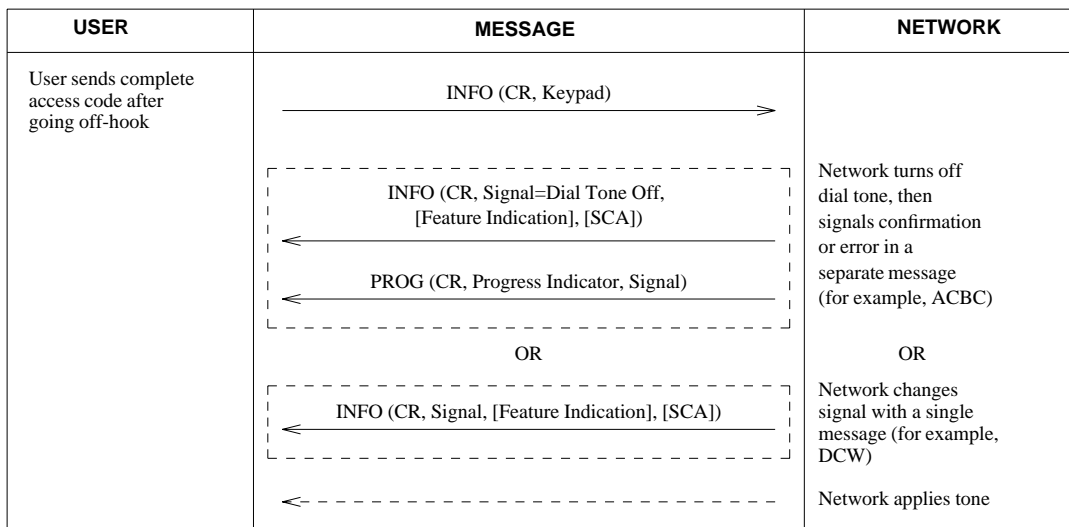 USER
MESSAGE
NETWORK
User sends complete
access code after
going off-hook
INFO (CR, Keypad)
INFO (CR, Signal=Dial Tone Off,
[Feature Indication], [SCA])
PROG (CR, Progress Indicator, Signal)
Network turns off
dial tone, then
signals confirmation
or error in a
separate message
(for example, ACBC)
OR
OR
INFO (CR, Signal, [Feature Indication], [SCA])
Network changes
signal with a single
message (for example,
DCW)
Network applies tone